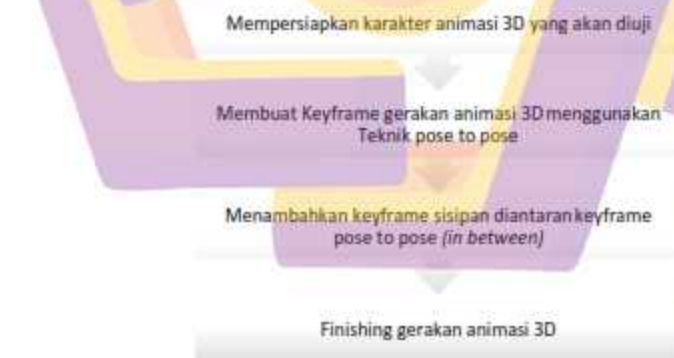 Mempersiapkan karakter animasi 3D yang akan diuji
Membuat Keyframe gerakan animasi 3D menggunakan
Teknik pose to pose
Menambahkan keyframe sisipan diantaran keyframe
pose to pose (in between)
Finishing gerakan animasi 3D